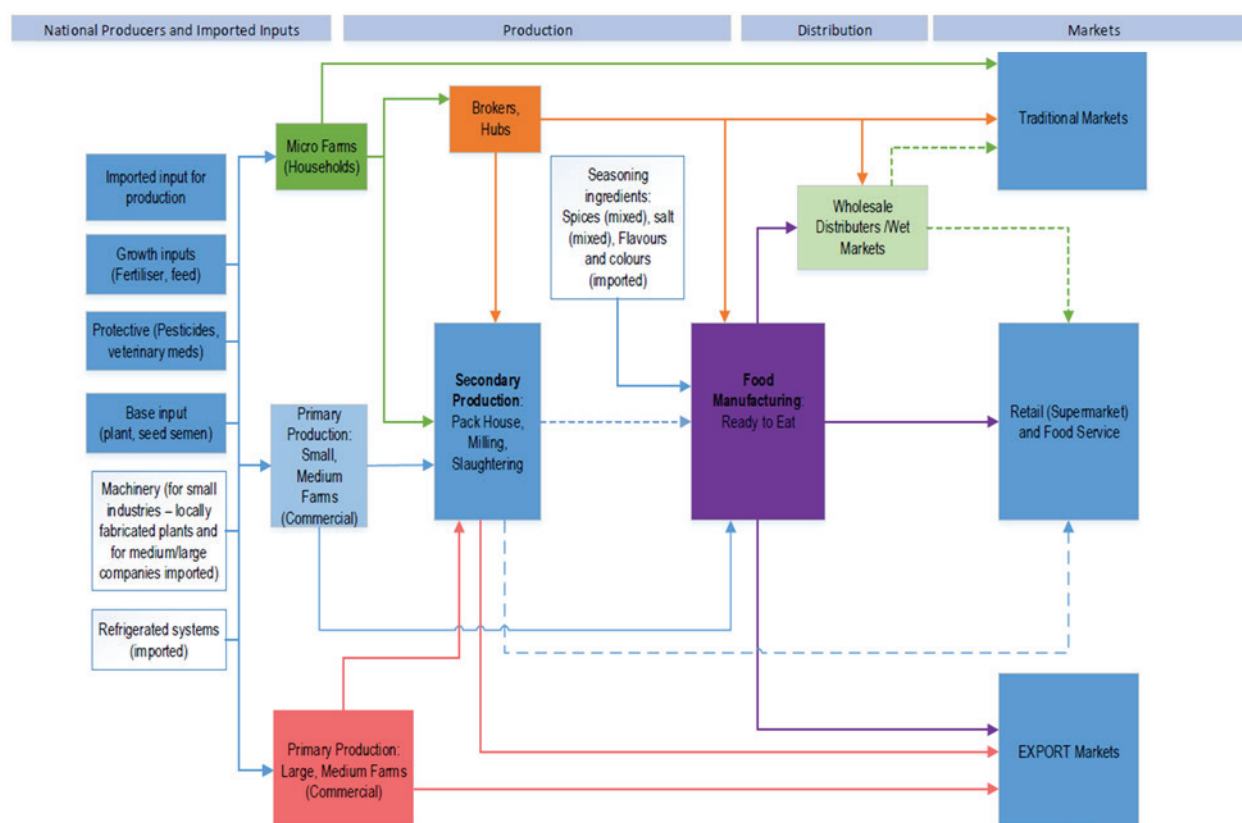 National Producers and Imported Inputs
Production
Distribution
Markets
Brokers,
Hubs
Traditional Markets
Micro Farms
(Households)
Imported input for
production
Seasoning
ingredients:
Spices (mixed), salt
(mixed), Flavours
and colours
(imported)
Wholesale
Distributers /Wet
Markets
Growth inputs
(Fertiliser, feed)
Protective (Pesticides,
veterinary meds)
Base input
(plant, seed semen)
Machinery (for small
industries – locally
fabricated plants and
for medium/large
companies imported)
Refrigerated systems
(imported)
Primary
Production:
Small,
Medium
Farms
(Commercial)
Secondary
Production:
Pack House,
Milling,
Slaughtering
Food
Manufacturing:
Ready to Eat
Retail (Supermarket)
and Food Service
Primary Production:
Large, Medium Farms
(Commercial)
EXPORT Markets